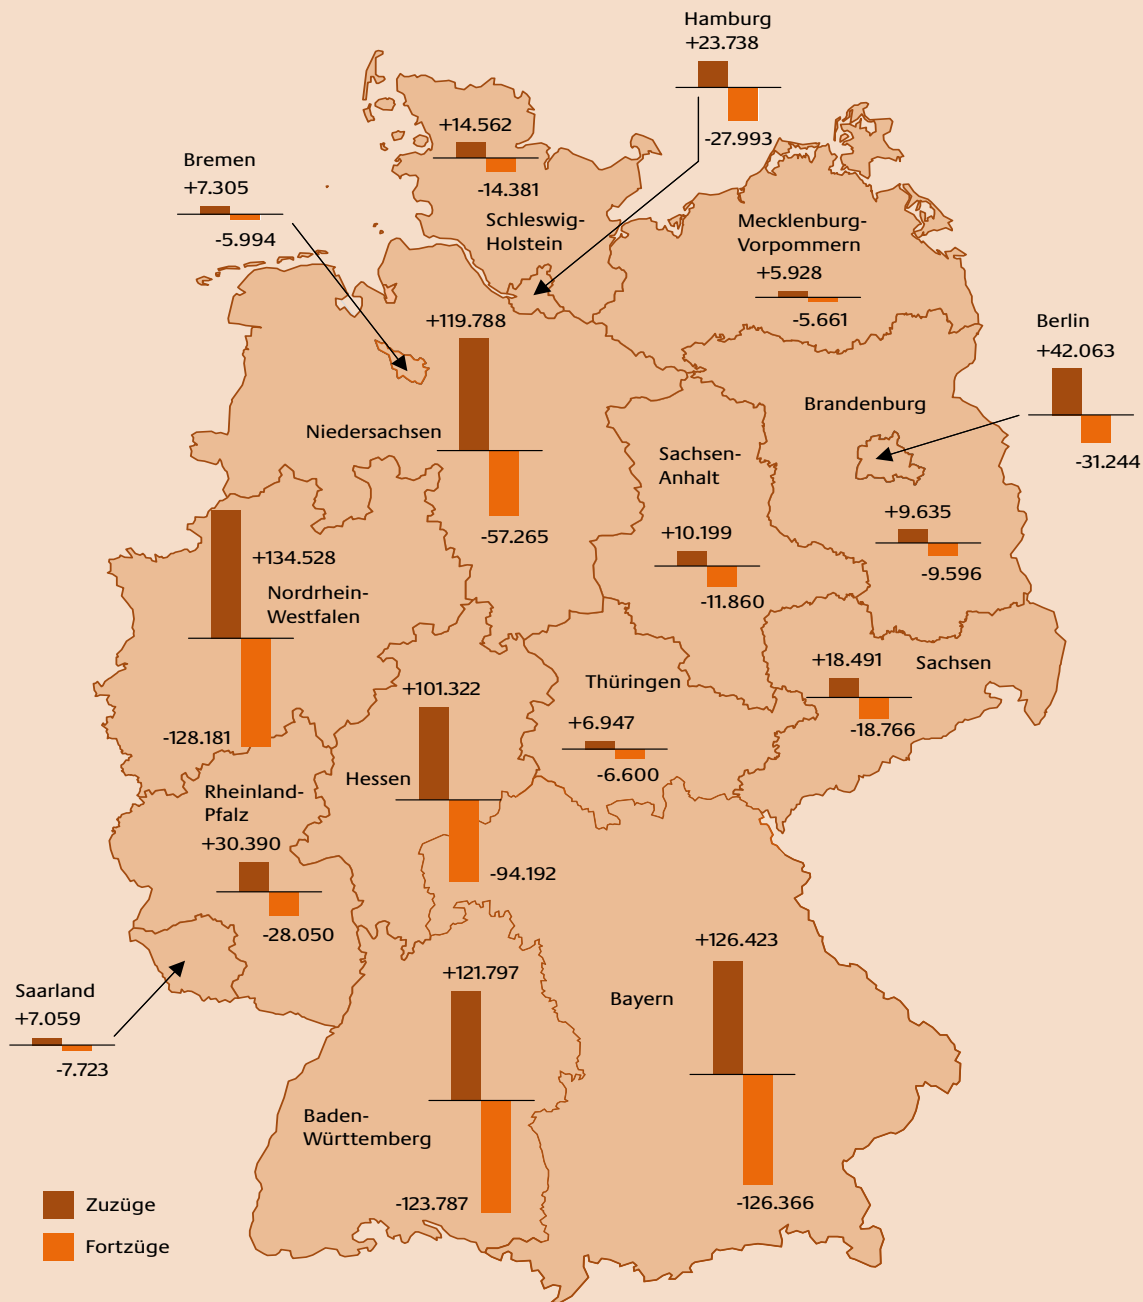 Hamburg
+23.738
-27.993
+14.562
-14.381
Schleswig-
Holstein
Bremen
+7.305
-5.994
Mecklenburg-
Vorpommern
+5.928
-5.661
Berlin
+42.063
-31.244
+119.788
Niedersachsen
-57.265
Brandenburg
+9.635
-9.596
Sachsen-
Anhalt
+10.199
-11.860
+134.528
Nordrhein-
Westfalen
-128.181
+18.491
Sachsen
-18.766
Thüringen
+6.947
-6.600
+101.322
Hessen
-94.192
Rheinland-
Pfalz
+30.390
-28.050
Saarland
+7.059
-7.723
+121.797
Baden-
Württemberg
-123.787
+126.423
Bayern
-126.366
Zuzüge
Fortzüge